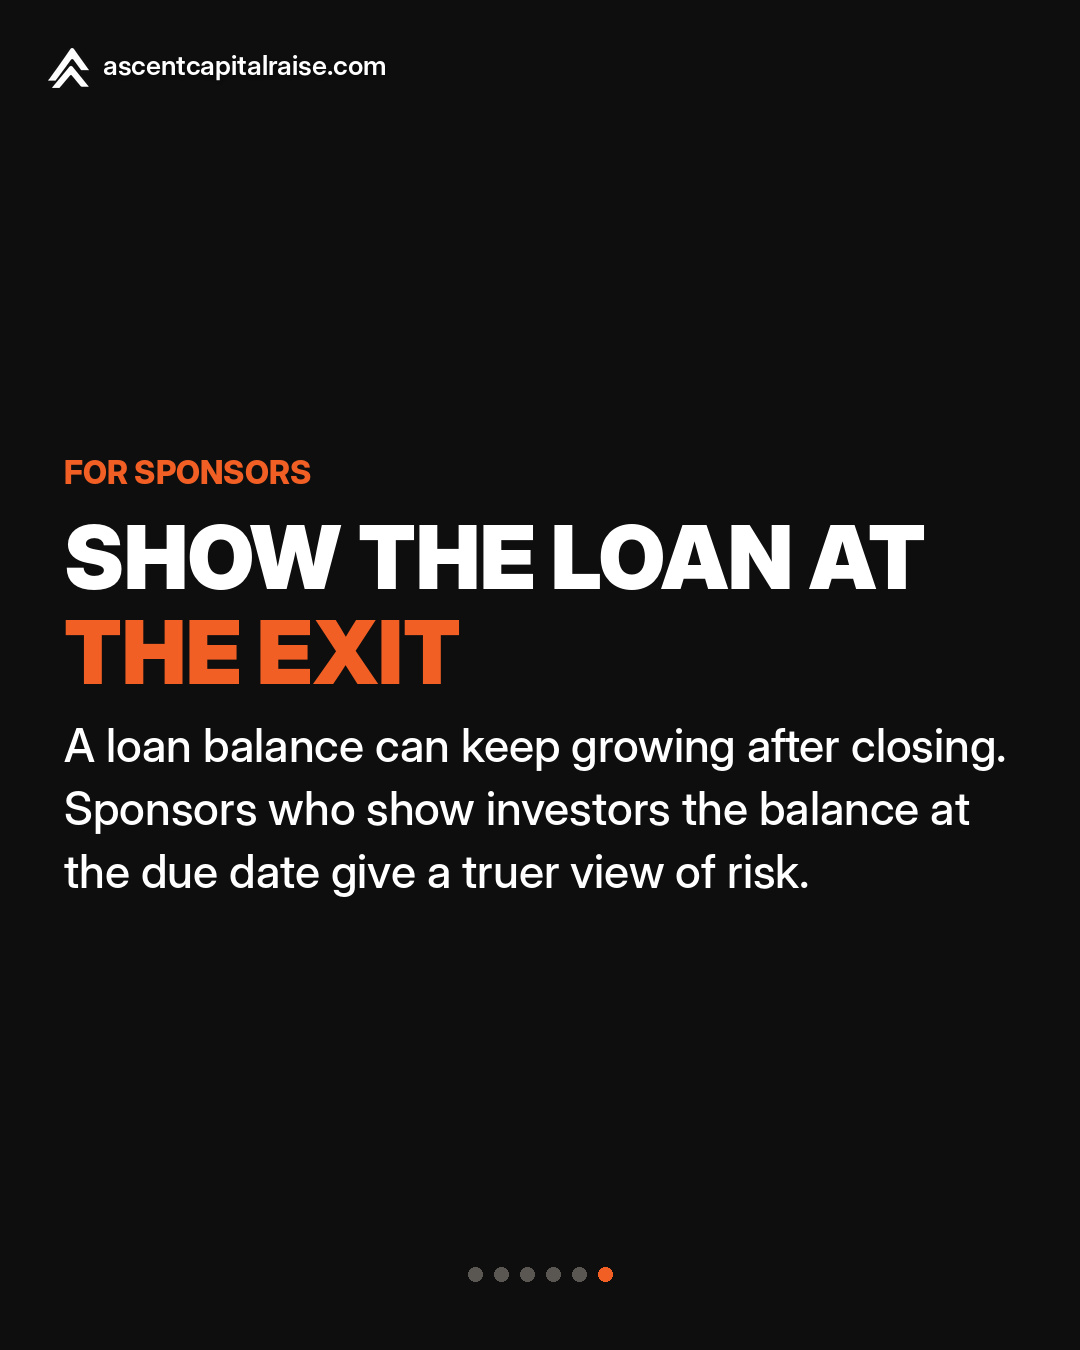 ascentcapitalraise.com
FOR SPONSORS
SHOW THE LOAN AT
THE EXIT
A loan balance can keep growing after closing.
Sponsors who show investors the balance at
the due date give a truer view of risk.